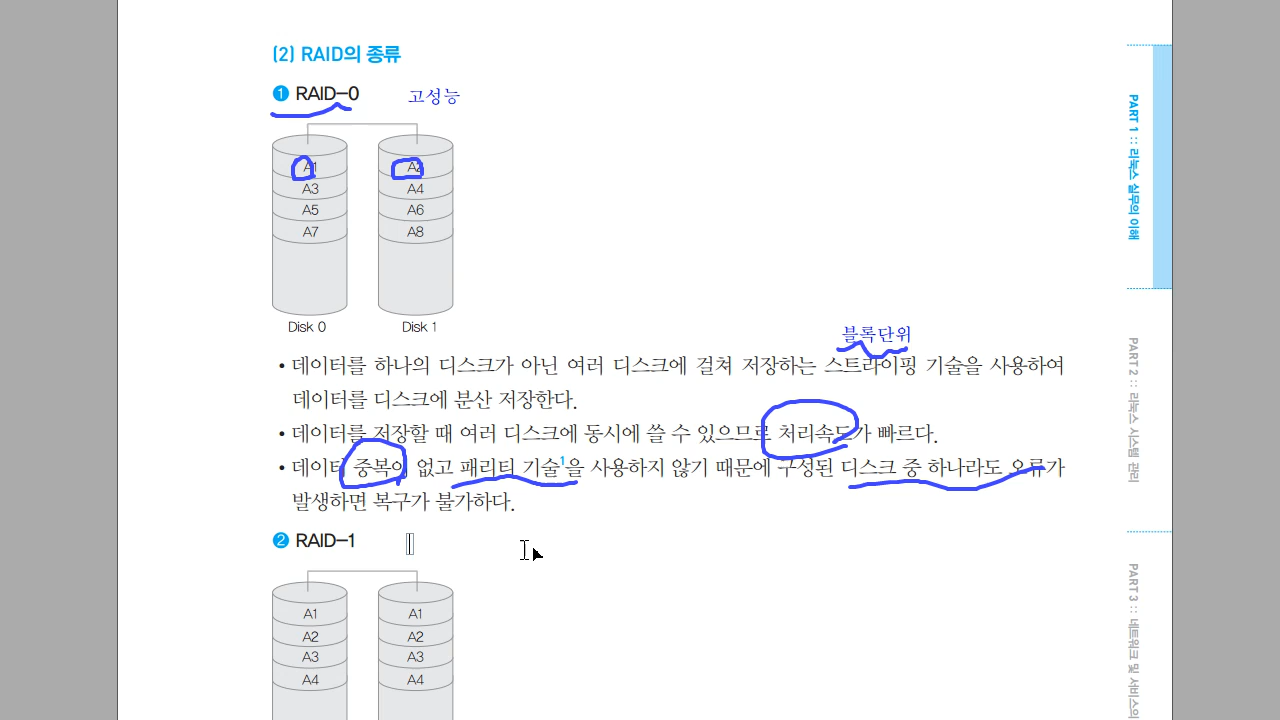 (2) RAID의 종류
1 RAID-0 고성능
A1 A2
A3 A4
A5 A6
A7 A8
Disk 0 Disk 1
블록단위
• 데이터를 하나의 디스크가 아닌 여러 디스크에 걸쳐 저장하는 스트라이핑 기술을 사용하여
데이터를 디스크에 분산 저장한다.
• 데이터를 저장할 때 여러 디스크에 동시에 쓸 수 있으므로 처리속도가 빠르다.
• 데이터 중복이 없고 패리티 기술1을 사용하지 않기 때문에 구성된 디스크 중 하나라도 오류가
발생하면 복구가 불가하다.
2 RAID-1
A1 A1
A2 A2
A3 A3
A4 A4
PART 1 :: 리눅스 실무의 이해
PART 2 :: 리눅스 시스템 관리
PART 3 :: 네트워크 및 서비스의